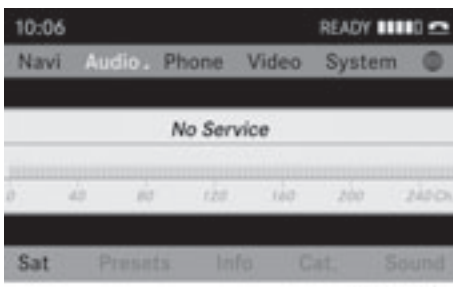 10:06 READY
Navi Audio Phone Video System
No Service
0 40 80 120 160 200 240 Ch
Sat Presets Info Cat. Sound